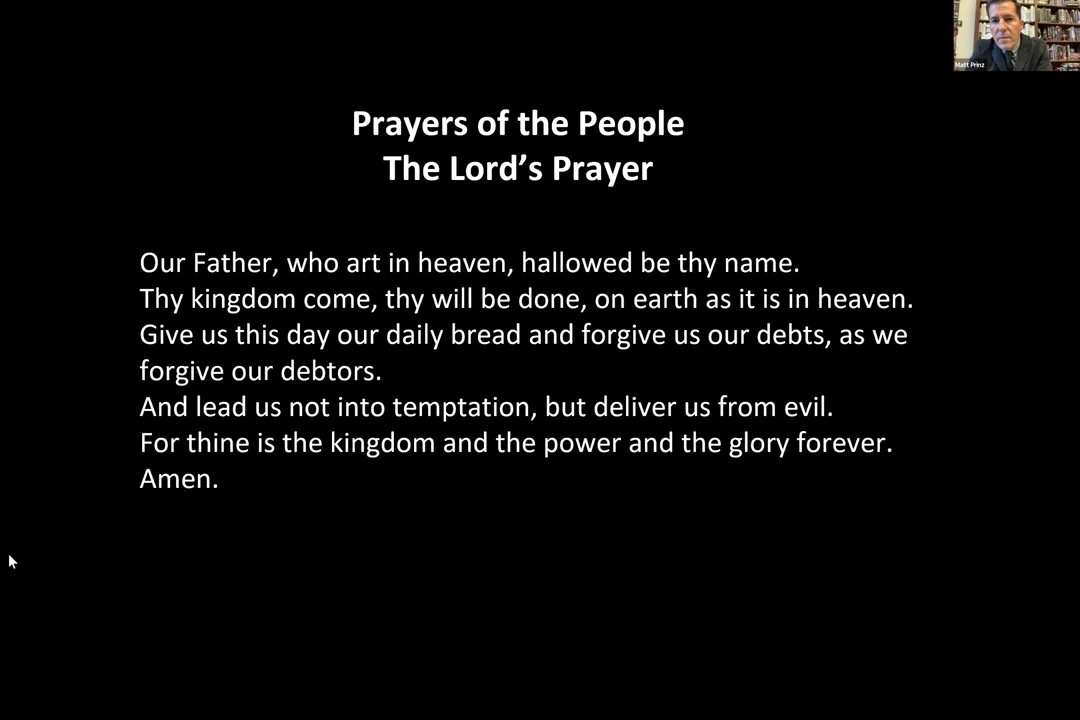 Matt Prinz
Prayers of the People
The Lord’s Prayer
Our Father, who art in heaven, hallowed be thy name.
Thy kingdom come, thy will be done, on earth as it is in heaven.
Give us this day our daily bread and forgive us our debts, as we
forgive our debtors.
And lead us not into temptation, but deliver us from evil.
For thine is the kingdom and the power and the glory forever.
Amen.